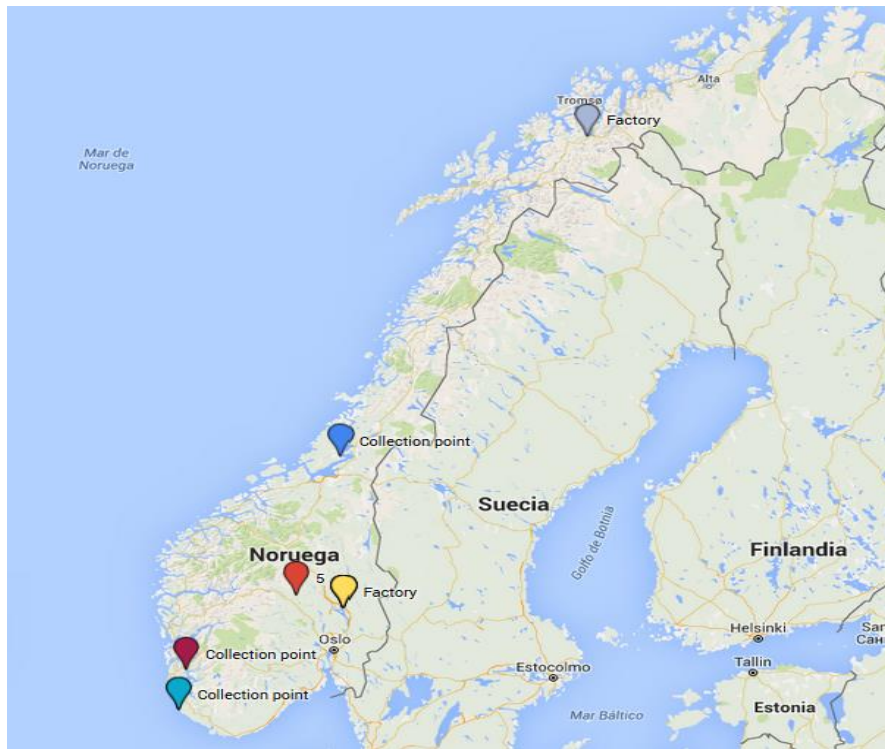 Alta
Tromsø
Factory
Mar de
Noruega
Collection point
Suecia
Golfo de Botnia
Noruega
Finlandia
5
Factory
Oslo
Helsinki
Collection point
Tallin
Estocolmo
Collection point
Estonia
Mar Báltico